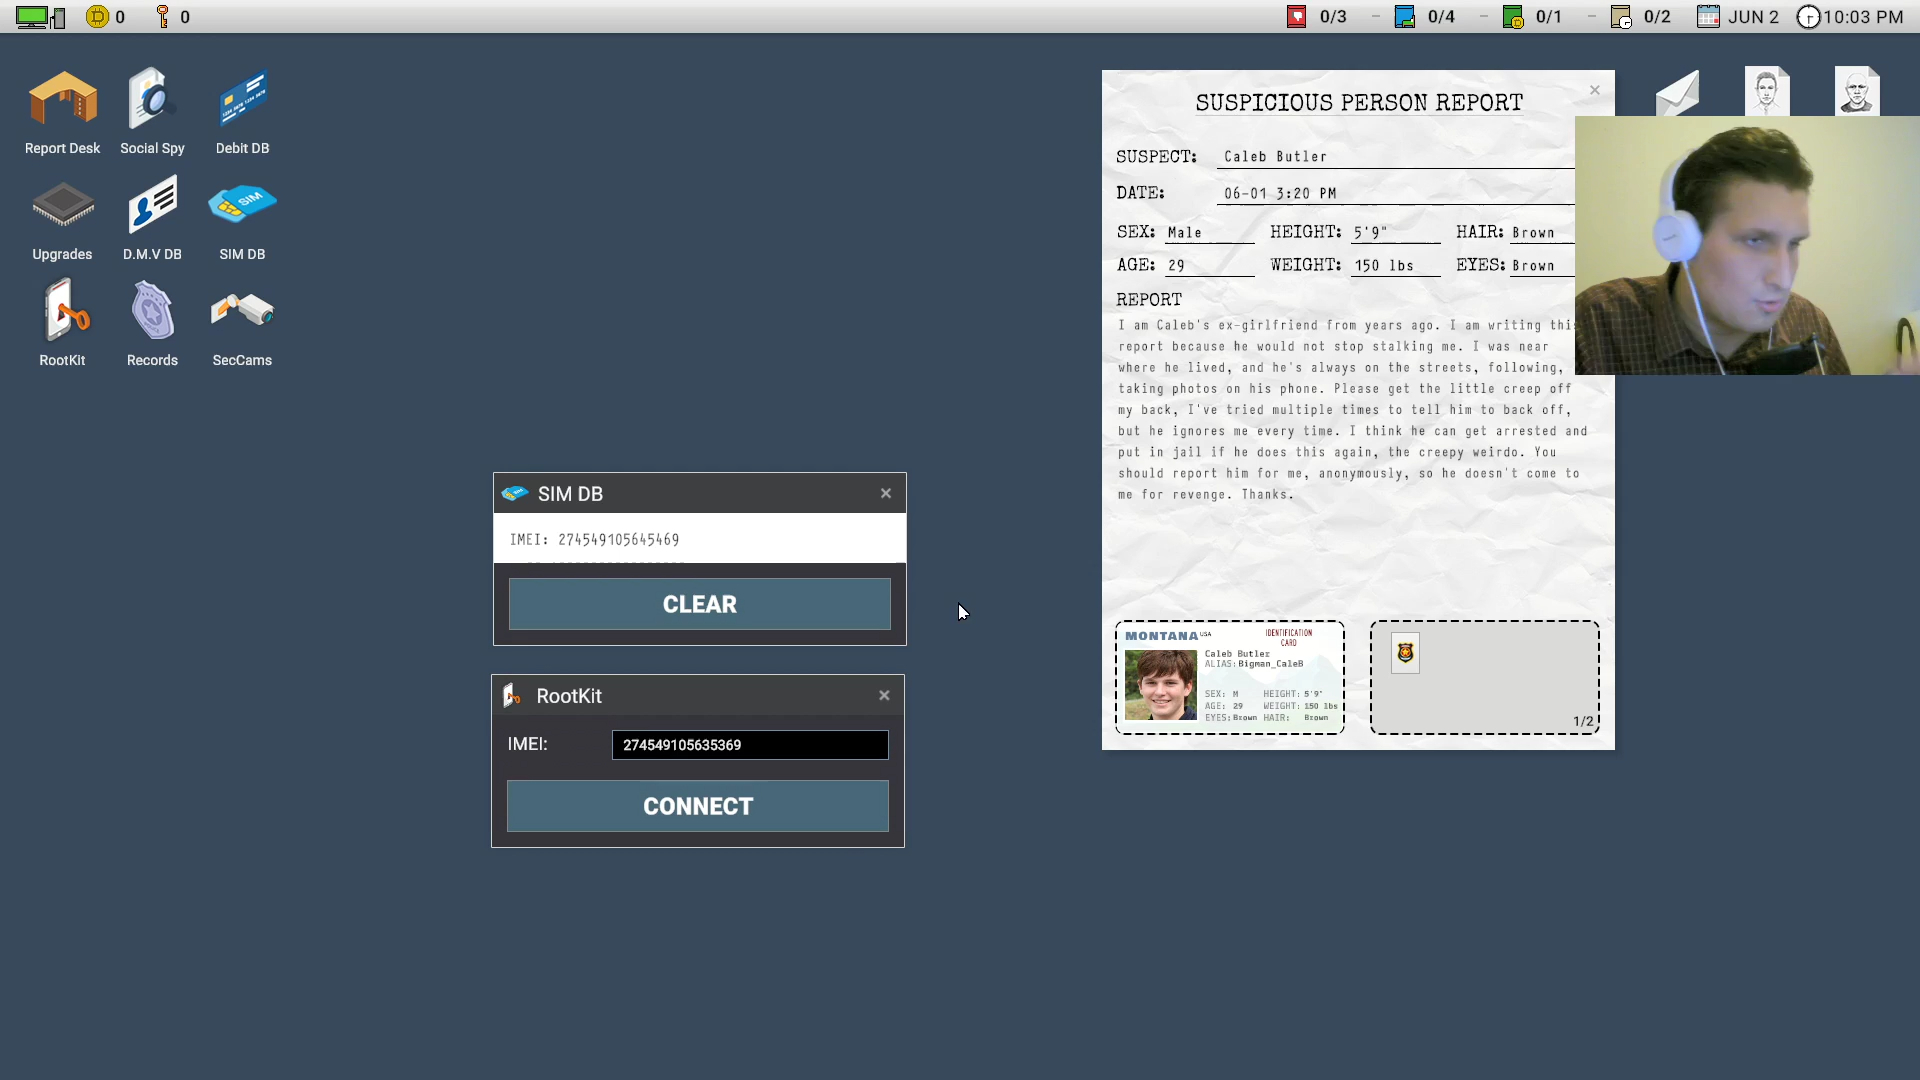 0
0
0/3
0/4
0/1
0/2
JUN 2
10:03 PM
Report Desk
Social Spy
Debit DB
Upgrades
D.M.V DB
SIM DB
SIM
RootKit
Records
SecCams
SUSPICIOUS PERSON REPORT
SUSPECT: Caleb Butler
DATE: 06-01 3:20 PM
SEX: Male HEIGHT: 5'9" HAIR: Brown
AGE: 29 WEIGHT: 150 lbs EYES: Brown
REPORT
I am Caleb's ex-girlfriend from years ago. I am writing this
report because he would not stop stalking me. I was near
where he lived, and he's always on the streets, following,
taking photos on his phone. Please get the little creep off
my back, I've tried multiple times to tell him to back off,
but he ignores me every time. I think he can get arrested and
put in jail if he does this again, the creepy weirdo. You
should report him for me, anonymously, so he doesn't come to
me for revenge. Thanks.
MONTANA USA IDENTIFICATION CARD
Caleb Butler
ALIAS: Bigman_CaleB
SEX: M HEIGHT: 5'9"
AGE: 29 WEIGHT: 150 lbs
EYES: Brown HAIR: Brown
1/2
SIM DB
IMEI: 274549105645469
CLEAR
RootKit
IMEI: 274549105635369
CONNECT